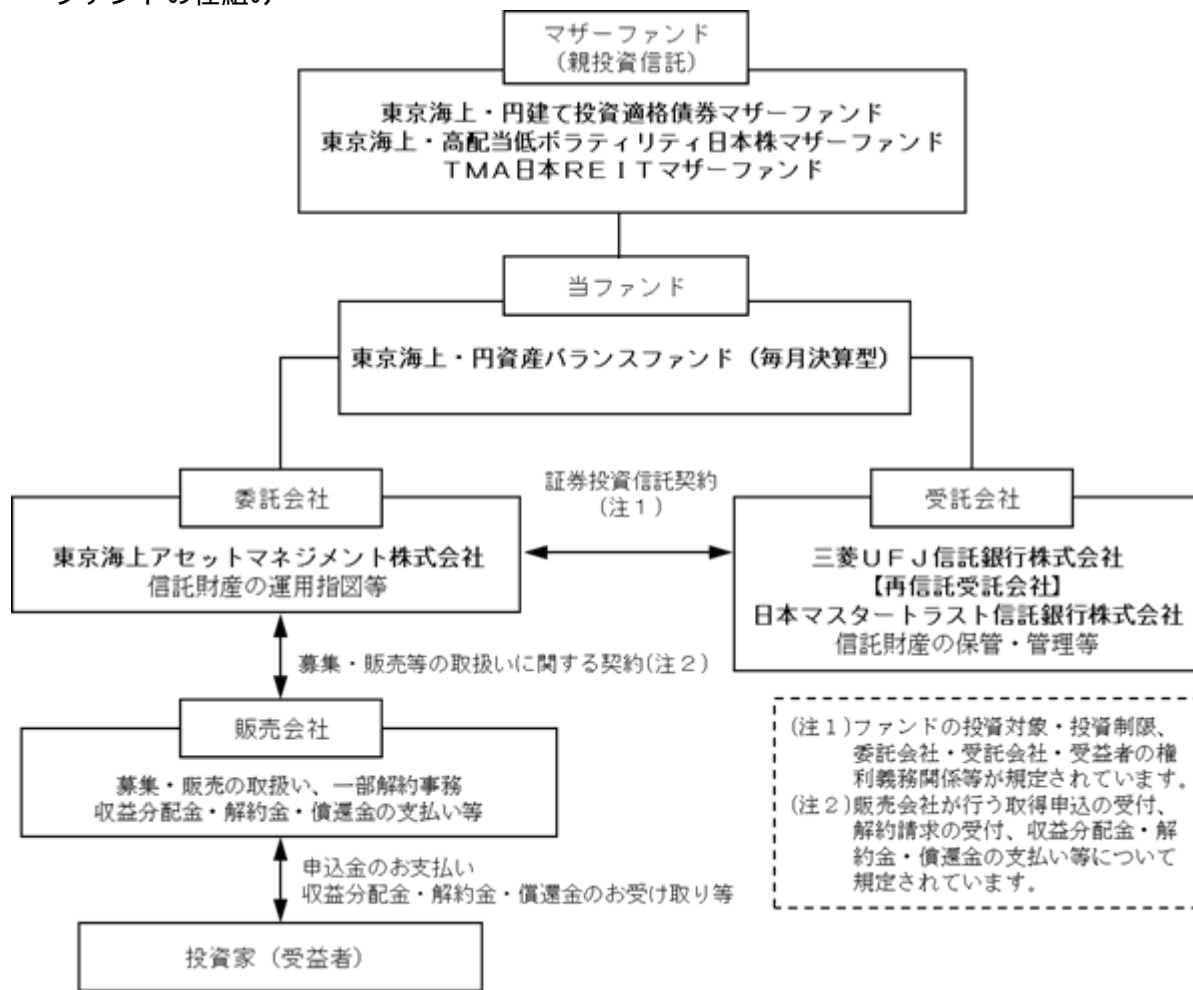 ファンドの仕組み
マザーファンド
(親投資信託)
東京海上・円建て投資適格債券マザーファンド
東京海上・高配当低ボラティリティ日本株マザーファンド
ＴＭＡ日本ＲＥＩＴマザーファンド
当ファンド
東京海上・円資産バランスファンド（毎月決算型）
委託会社
東京海上アセットマネジメント株式会社
信託財産の運用指図等
証券投資信託契約
(注１)
受託会社
三菱ＵＦＪ信託銀行株式会社
【再信託受託会社】
日本マスタートラスト信託銀行株式会社
信託財産の保管・管理等
募集・販売等の取扱いに関する契約(注２)
販売会社
募集・販売の取扱い、一部解約事務
収益分配金・解約金・償還金の支払い等
(注１)ファンドの投資対象・投資制限、
委託会社・受託会社・受益者の権
利義務関係等が規定されています。
(注２)販売会社が行う取得申込の受付、
解約請求の受付、収益分配金・解
約金・償還金の支払い等について
規定されています。
申込金のお支払い
収益分配金・解約金・償還金のお受け取り等
投資家（受益者）